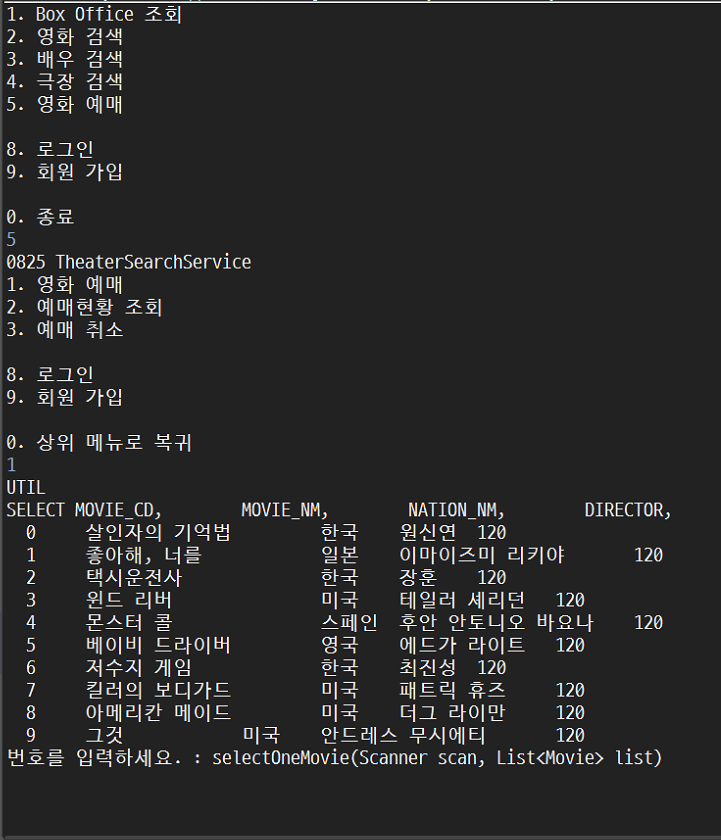 1. Box Office 조회
2. 영화 검색
3. 배우 검색
4. 극장 검색
5. 영화 예매
8. 로그인
9. 회원 가입
0. 종료
5
0825 TheaterSearchService
1. 영화 예매
2. 예매현황 조회
3. 예매 취소
8. 로그인
9. 회원 가입
0. 상위 메뉴로 복귀
1
UTIL
SELECT MOVIE_CD, MOVIE_NM, NATION_NM, DIRECTOR,
0 살인자의 기억법 한국 원신연 120
1 좋아해, 너를 일본 이마이즈미 리키야 120
2 택시운전사 한국 장훈 120
3 윈드 리버 미국 테일러 셰리던 120
4 몬스터 콜 스페인 후안 안토니오 바요나 120
5 베이비 드라이버 영국 에드가 라이트 120
6 저수지 게임 한국 최진성 120
7 킬러의 보디가드 미국 패트릭 휴즈 120
8 아메리칸 메이드 미국 더그 라이만 120
9 그것 미국 안드레스 무시에티 120
번호를 입력하세요. : selectOneMovie(Scanner scan, List<Movie> list)